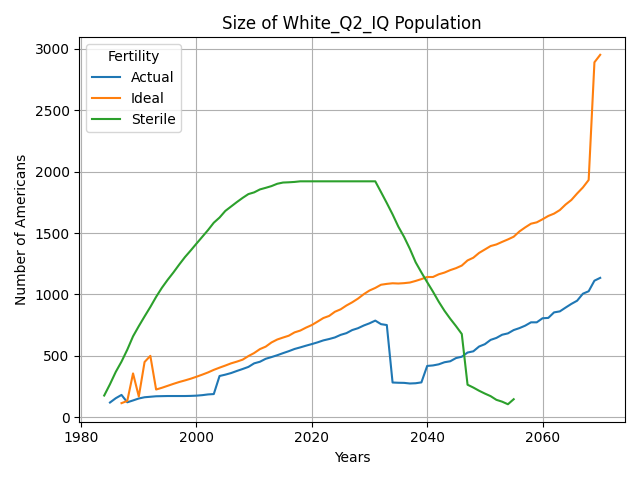 Size of White_Q2_IQ Population
Fertility
Actual
Ideal
Sterile
3000
2500
2000
1500
1000
500
0
Number of Americans
1980
2000
2020
2040
2060
Years